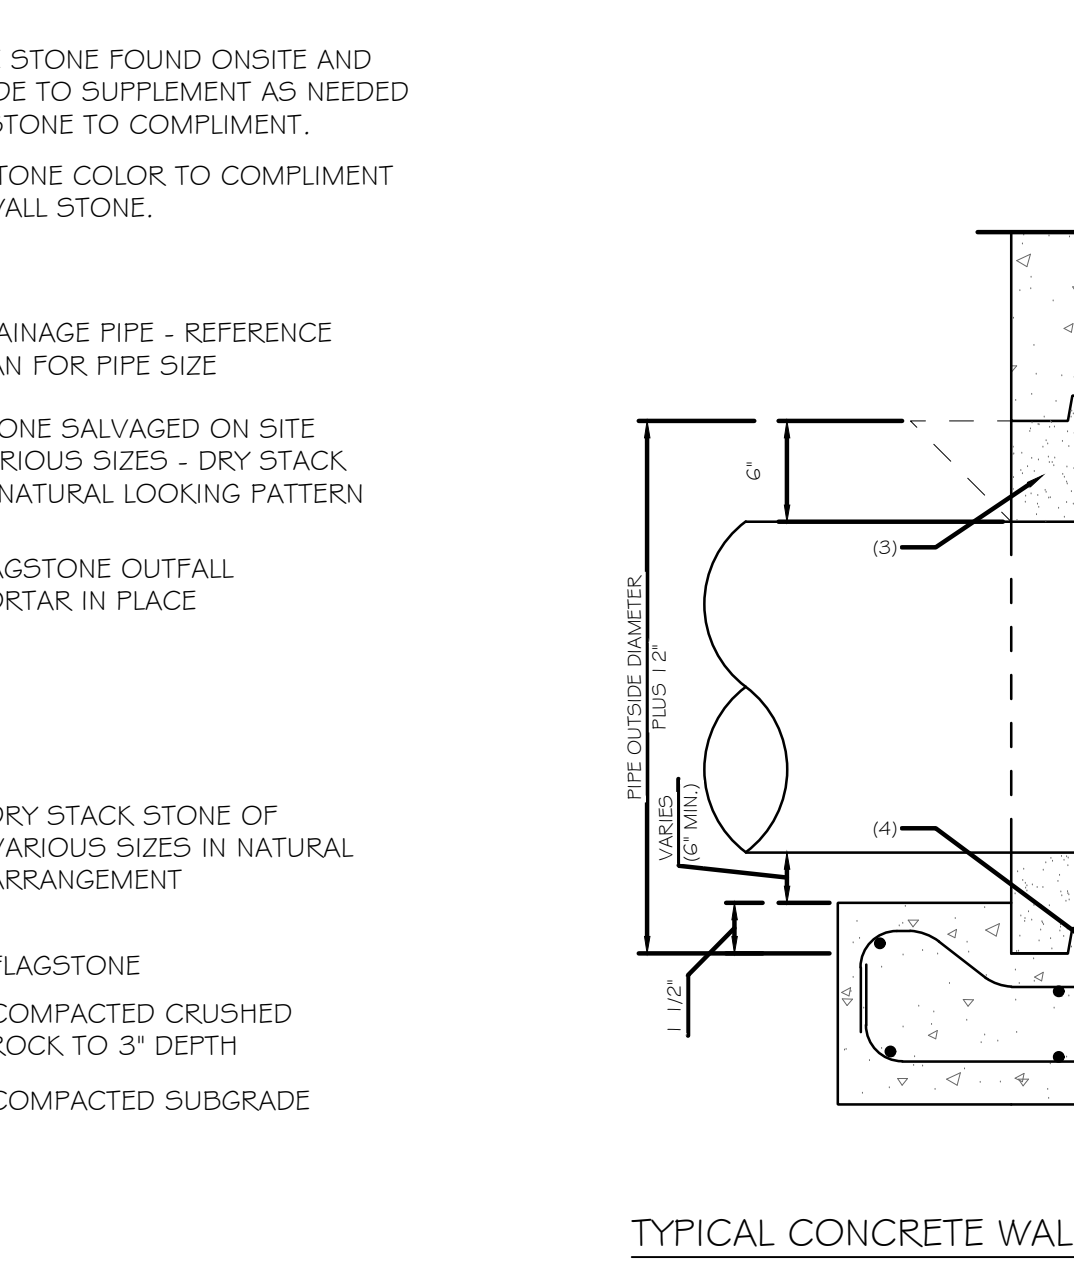 STONE FOUND ONSITE AND
TO SUPPLEMENT AS NEEDED
STONE TO COMPLIMENT.
TONE COLOR TO COMPLIMENT
WALL STONE.
AINAGE PIPE - REFERENCE
AN FOR PIPE SIZE
ONE SALVAGED ON SITE
RIOUS SIZES - DRY STACK
NATURAL LOOKING PATTERN
AGSTONE OUTFALL
ORTAR IN PLACE
DRY STACK STONE OF
VARIOUS SIZES IN NATURAL
ARRANGEMENT
FLAGSTONE
COMPACTED CRUSHED
ROCK TO 3" DEPTH
COMPACTED SUBGRADE
6"
(3)
PIPE OUTSIDE DIAMETER
PLUS 12"
VARIES
(6" MIN.)
(4)
1 1/2"
TYPICAL CONCRETE WAL